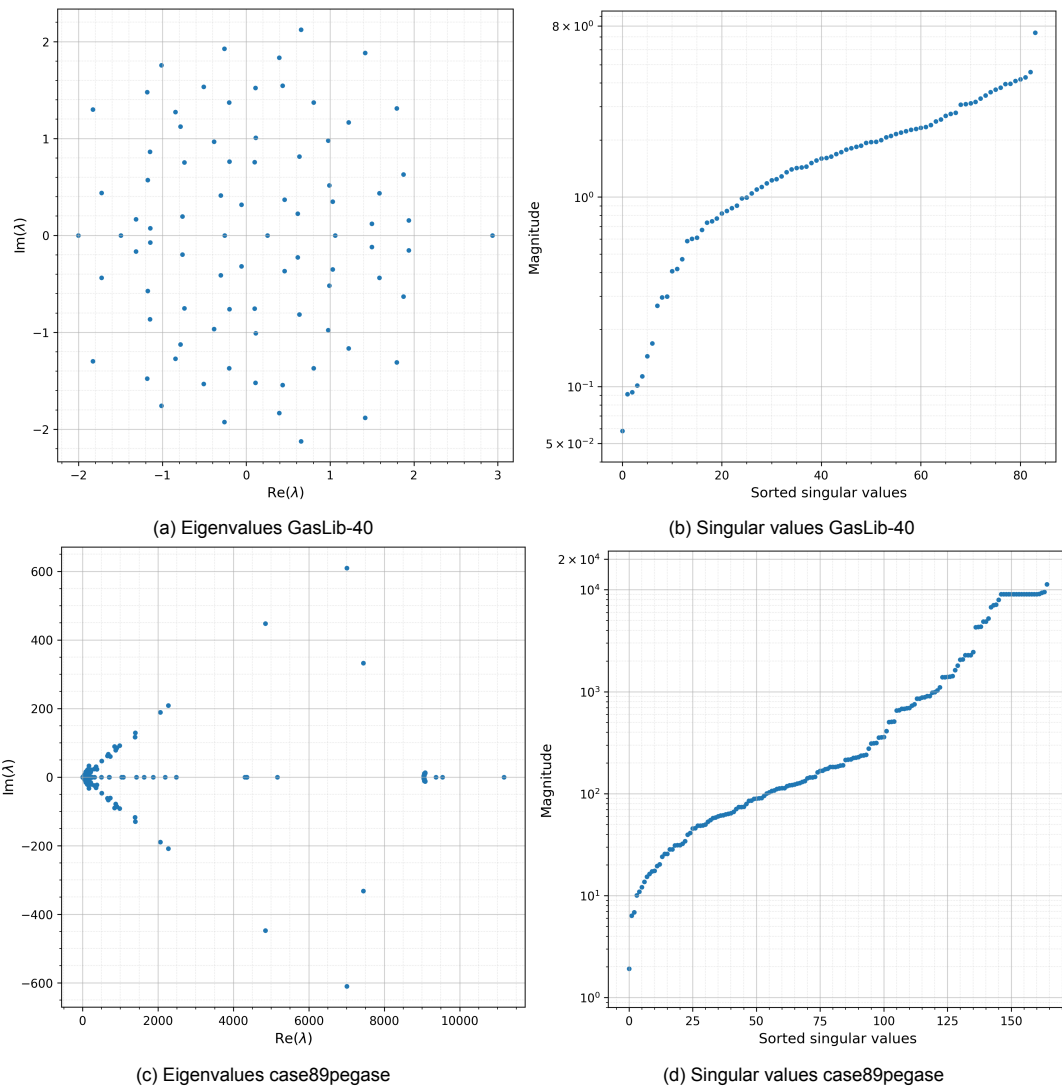 2
1
0
−1
−2
Im(λ)
−2
−1
0
1
2
3
Re(λ)
(a) Eigenvalues GasLib-40
8 × 10⁰
10⁰
10⁻¹
5 × 10⁻²
Magnitude
0
20
40
60
80
Sorted singular values
(b) Singular values GasLib-40
600
400
200
0
−200
−400
−600
Im(λ)
0
2000
4000
6000
8000
10000
Re(λ)
(c) Eigenvalues case89pegase
2 × 10⁴
10⁴
10³
10²
10¹
10⁰
Magnitude
0
25
50
75
100
125
150
Sorted singular values
(d) Singular values case89pegase